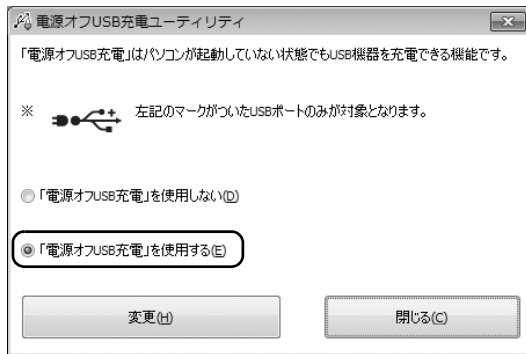 電源オフUSB充電ユーティリティ
「電源オフUSB充電」はパソコンが起動していない状態でもUSB機器を充電できる機能です。
※ 左記のマークがついたUSBポートのみが対象となります。
「電源オフUSB充電」を使用しない(D)
「電源オフUSB充電」を使用する(E)
変更(H) 閉じる(C)